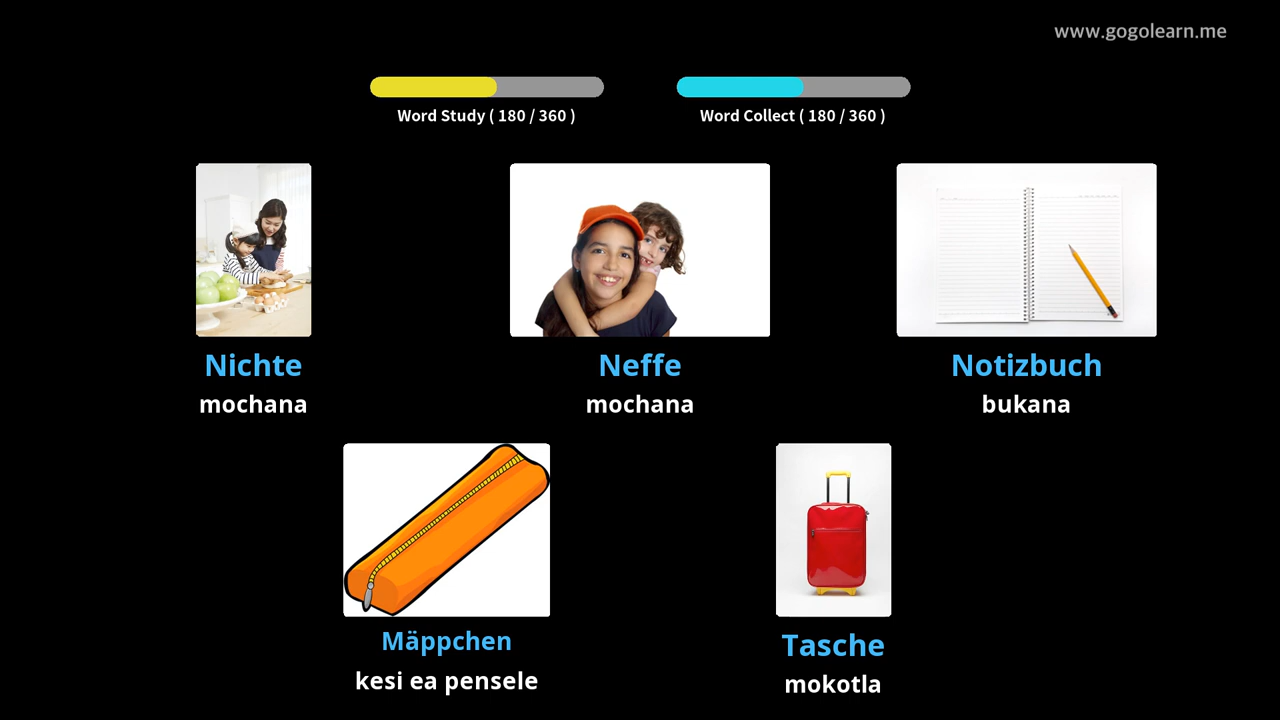 www.gogolearn.me
Word Study ( 180 / 360 )
Word Collect ( 180 / 360 )
Nichte
mochana
Neffe
mochana
Notizbuch
bukana
Mäppchen
kesi ea pensele
Tasche
mokotla